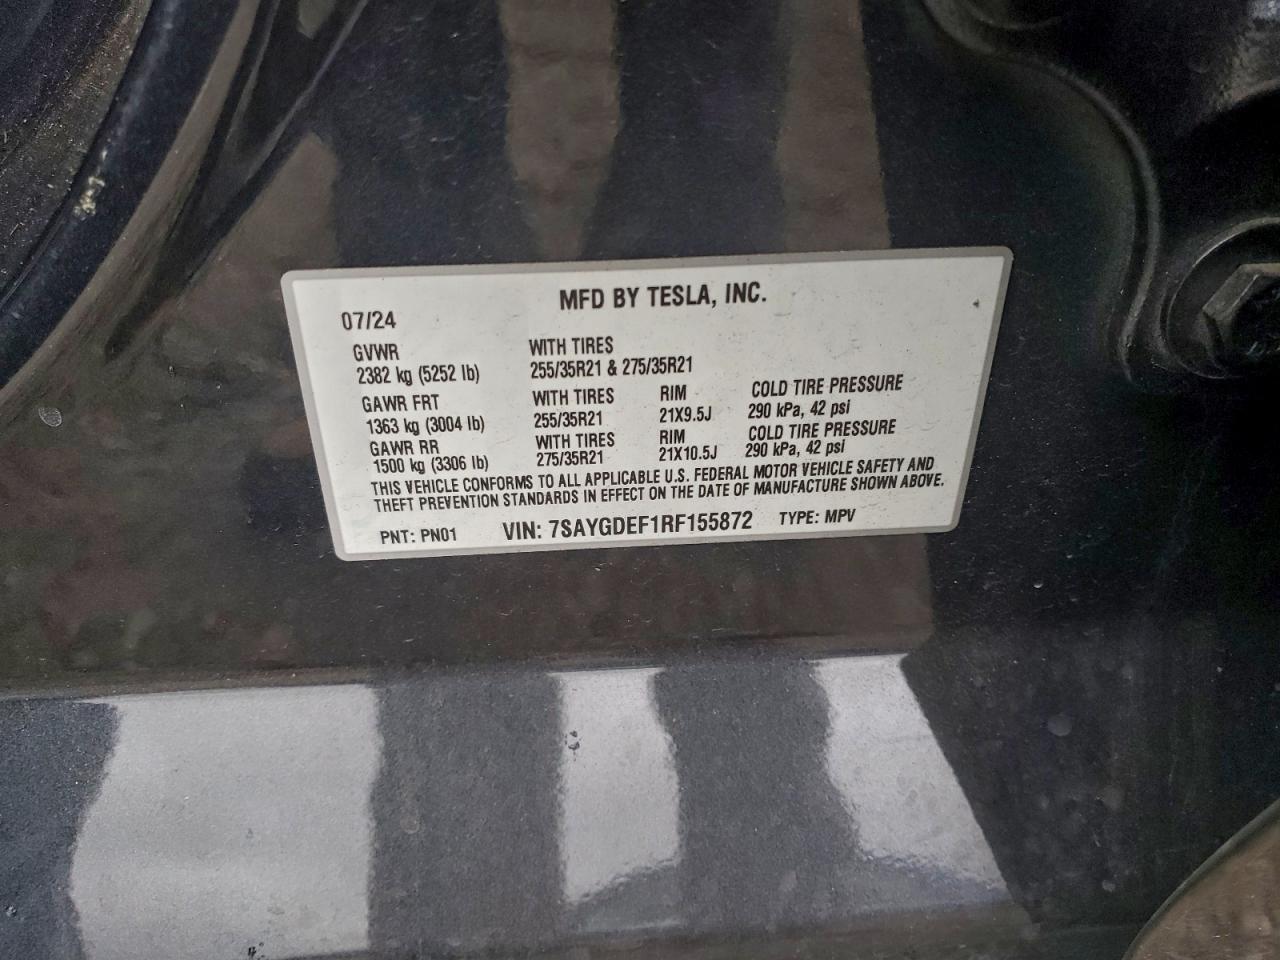 MFD BY TESLA, INC.
07/24
GVWR WITH TIRES
2382 kg (5252 lb) 255/35R21 & 275/35R21
GAWR FRT WITH TIRES RIM COLD TIRE PRESSURE
1363 kg (3004 lb) 255/35R21 21X9.5J 290 kPa, 42 psi
GAWR RR WITH TIRES RIM COLD TIRE PRESSURE
1500 kg (3306 lb) 275/35R21 21X10.5J 290 kPa, 42 psi
THIS VEHICLE CONFORMS TO ALL APPLICABLE U.S. FEDERAL MOTOR VEHICLE SAFETY AND
THEFT PREVENTION STANDARDS IN EFFECT ON THE DATE OF MANUFACTURE SHOWN ABOVE.
PNT: PN01 VIN: 7SAYGDEF1RF155872 TYPE: MPV